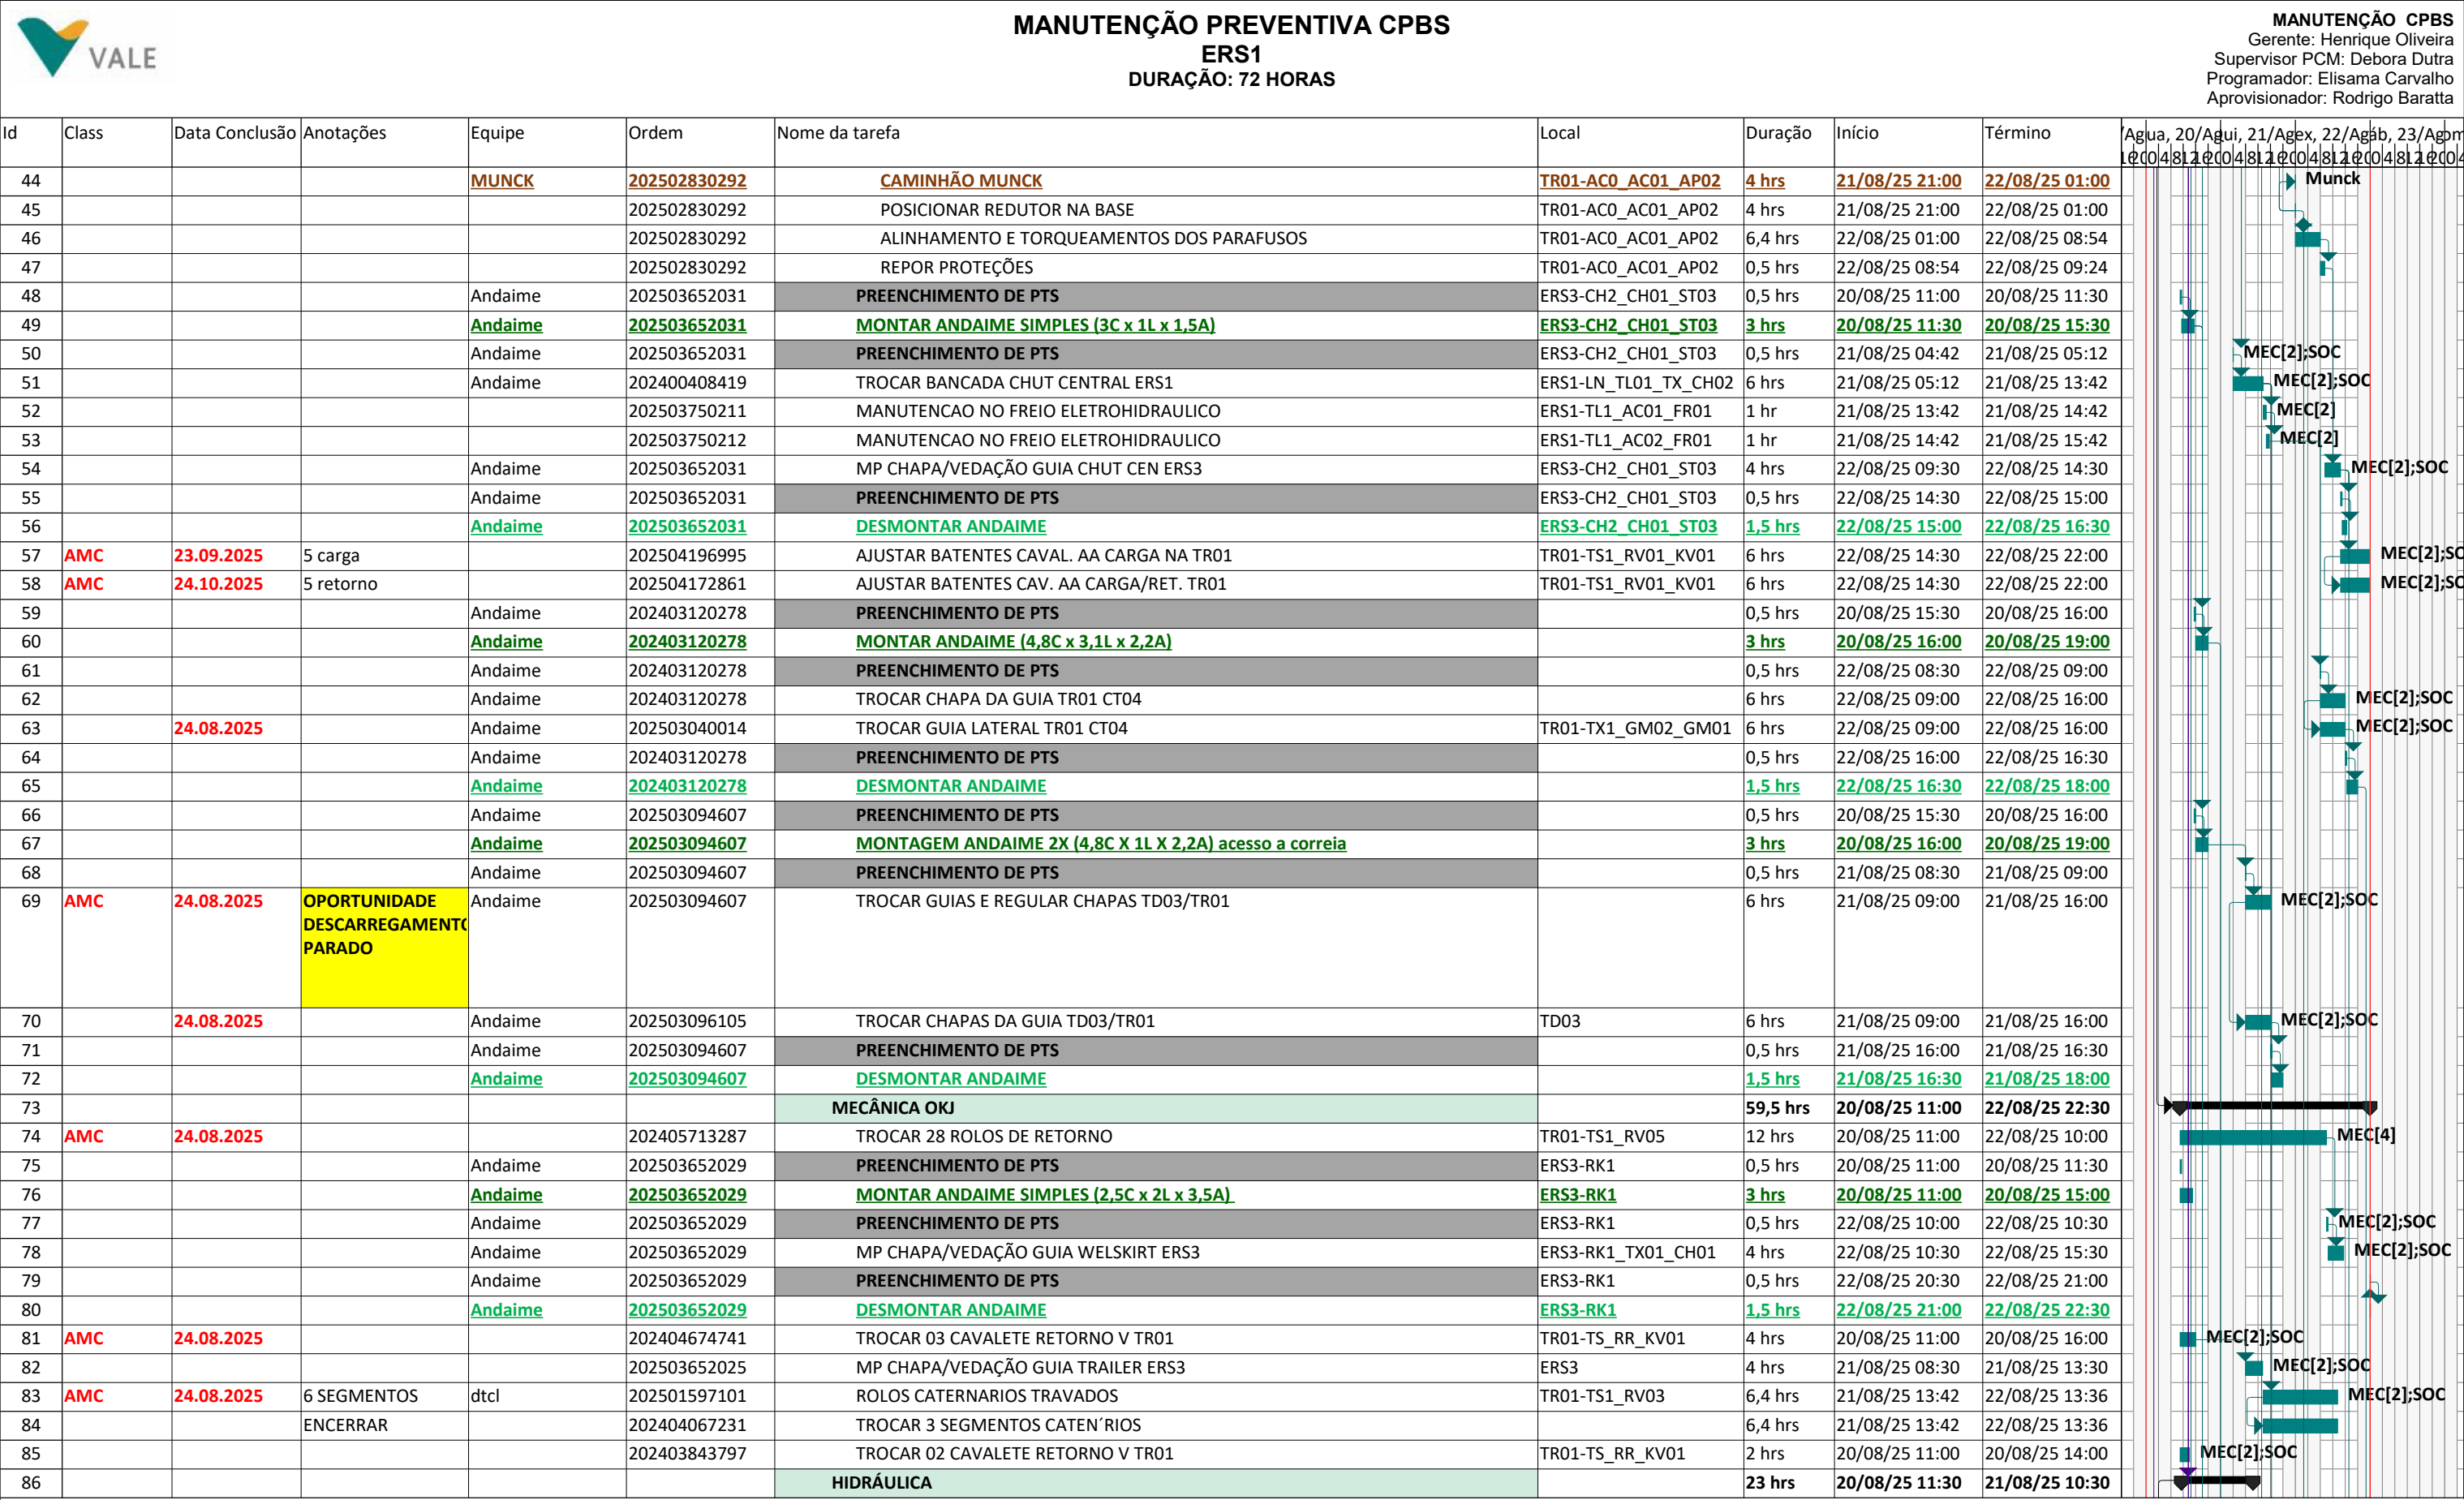 VALE
MANUTENÇÃO PREVENTIVA CPBS
ERS1
DURAÇÃO: 72 HORAS
MANUTENÇÃO CPBS
Gerente: Henrique Oliveira
Supervisor PCM: Debora Dutra
Programador: Elisama Carvalho
Aprovisionador: Rodrigo Baratta
Id Class Data Conclusão Anotações Equipe Ordem Nome da tarefa Local Duração Início Término
44 MUNCK 202502830292 CAMINHÃO MUNCK TR01-AC0_AC01_AP02 4 hrs 21/08/25 21:00 22/08/25 01:00 Munck
45 202502830292 POSICIONAR REDUTOR NA BASE TR01-AC0_AC01_AP02 4 hrs 21/08/25 21:00 22/08/25 01:00
46 202502830292 ALINHAMENTO E TORQUEAMENTOS DOS PARAFUSOS TR01-AC0_AC01_AP02 6,4 hrs 22/08/25 01:00 22/08/25 08:54
47 202502830292 REPOR PROTEÇÕES TR01-AC0_AC01_AP02 0,5 hrs 22/08/25 08:54 22/08/25 09:24
48 Andaime 202503652031 PREENCHIMENTO DE PTS ERS3-CH2_CH01_ST03 0,5 hrs 20/08/25 11:00 20/08/25 11:30
49 Andaime 202503652031 MONTAR ANDAIME SIMPLES (3C x 1L x 1,5A) ERS3-CH2_CH01_ST03 3 hrs 20/08/25 11:30 20/08/25 15:30
50 Andaime 202503652031 PREENCHIMENTO DE PTS ERS3-CH2_CH01_ST03 0,5 hrs 21/08/25 04:42 21/08/25 05:12 MEC[2];SOC
51 Andaime 202400408419 TROCAR BANCADA CHUT CENTRAL ERS1 ERS1-LN_TL01_TX_CH02 6 hrs 21/08/25 05:12 21/08/25 13:42 MEC[2];SOC
52 202503750211 MANUTENCAO NO FREIO ELETROHIDRAULICO ERS1-TL1_AC01_FR01 1 hr 21/08/25 13:42 21/08/25 14:42 MEC[2]
53 202503750212 MANUTENCAO NO FREIO ELETROHIDRAULICO ERS1-TL1_AC02_FR01 1 hr 21/08/25 14:42 21/08/25 15:42 MEC[2]
54 Andaime 202503652031 MP CHAPA/VEDAÇÃO GUIA CHUT CEN ERS3 ERS3-CH2_CH01_ST03 4 hrs 22/08/25 09:30 22/08/25 14:30 MEC[2];SOC
55 Andaime 202503652031 PREENCHIMENTO DE PTS ERS3-CH2_CH01_ST03 0,5 hrs 22/08/25 14:30 22/08/25 15:00
56 Andaime 202503652031 DESMONTAR ANDAIME ERS3-CH2_CH01_ST03 1,5 hrs 22/08/25 15:00 22/08/25 16:30
57 AMC 23.09.2025 5 carga 202504196995 AJUSTAR BATENTES CAVAL. AA CARGA NA TR01 TR01-TS1_RV01_KV01 6 hrs 22/08/25 14:30 22/08/25 22:00 MEC[2];SO
58 AMC 24.10.2025 5 retorno 202504172861 AJUSTAR BATENTES CAV. AA CARGA/RET. TR01 TR01-TS1_RV01_KV01 6 hrs 22/08/25 14:30 22/08/25 22:00 MEC[2];SO
59 Andaime 202403120278 PREENCHIMENTO DE PTS 0,5 hrs 20/08/25 15:30 20/08/25 16:00
60 Andaime 202403120278 MONTAR ANDAIME (4,8C x 3,1L x 2,2A) 3 hrs 20/08/25 16:00 20/08/25 19:00
61 Andaime 202403120278 PREENCHIMENTO DE PTS 0,5 hrs 22/08/25 08:30 22/08/25 09:00
62 Andaime 202403120278 TROCAR CHAPA DA GUIA TR01 CT04 6 hrs 22/08/25 09:00 22/08/25 16:00 MEC[2];SOC
63 24.08.2025 Andaime 202503040014 TROCAR GUIA LATERAL TR01 CT04 TR01-TX1_GM02_GM01 6 hrs 22/08/25 09:00 22/08/25 16:00 MEC[2];SOC
64 Andaime 202403120278 PREENCHIMENTO DE PTS 0,5 hrs 22/08/25 16:00 22/08/25 16:30
65 Andaime 202403120278 DESMONTAR ANDAIME 1,5 hrs 22/08/25 16:30 22/08/25 18:00
66 Andaime 202503094607 PREENCHIMENTO DE PTS 0,5 hrs 20/08/25 15:30 20/08/25 16:00
67 Andaime 202503094607 MONTAGEM ANDAIME 2X (4,8C X 1L X 2,2A) acesso a correia 3 hrs 20/08/25 16:00 20/08/25 19:00
68 Andaime 202503094607 PREENCHIMENTO DE PTS 0,5 hrs 21/08/25 08:30 21/08/25 09:00
69 AMC 24.08.2025 OPORTUNIDADE Andaime 202503094607 TROCAR GUIAS E REGULAR CHAPAS TD03/TR01 6 hrs 21/08/25 09:00 21/08/25 16:00 MEC[2];SOC
DESCARREGAMENTO
PARADO
70 24.08.2025 Andaime 202503096105 TROCAR CHAPAS DA GUIA TD03/TR01 TD03 6 hrs 21/08/25 09:00 21/08/25 16:00 MEC[2];SOC
71 Andaime 202503094607 PREENCHIMENTO DE PTS 0,5 hrs 21/08/25 16:00 21/08/25 16:30
72 Andaime 202503094607 DESMONTAR ANDAIME 1,5 hrs 21/08/25 16:30 21/08/25 18:00
73 MECÂNICA OKJ 59,5 hrs 20/08/25 11:00 22/08/25 22:30
74 AMC 24.08.2025 202405713287 TROCAR 28 ROLOS DE RETORNO TR01-TS1_RV05 12 hrs 20/08/25 11:00 22/08/25 10:00 MEC[4]
75 Andaime 202503652029 PREENCHIMENTO DE PTS ERS3-RK1 0,5 hrs 20/08/25 11:00 20/08/25 11:30
76 Andaime 202503652029 MONTAR ANDAIME SIMPLES (2,5C x 2L x 3,5A) ERS3-RK1 3 hrs 20/08/25 11:00 20/08/25 15:00
77 Andaime 202503652029 PREENCHIMENTO DE PTS ERS3-RK1 0,5 hrs 22/08/25 10:00 22/08/25 10:30 MEC[2];SOC
78 Andaime 202503652029 MP CHAPA/VEDAÇÃO GUIA WELSKIRT ERS3 ERS3-RK1_TX01_CH01 4 hrs 22/08/25 10:30 22/08/25 15:30 MEC[2];SOC
79 Andaime 202503652029 PREENCHIMENTO DE PTS ERS3-RK1 0,5 hrs 22/08/25 20:30 22/08/25 21:00
80 Andaime 202503652029 DESMONTAR ANDAIME ERS3-RK1 1,5 hrs 22/08/25 21:00 22/08/25 22:30
81 AMC 24.08.2025 202404674741 TROCAR 03 CAVALETE RETORNO V TR01 TR01-TS_RR_KV01 4 hrs 20/08/25 11:00 20/08/25 16:00 MEC[2];SOC
82 202503652025 MP CHAPA/VEDAÇÃO GUIA TRAILER ERS3 ERS3 4 hrs 21/08/25 08:30 21/08/25 13:30 MEC[2];SOC
83 AMC 24.08.2025 6 SEGMENTOS dtcl 202501597101 ROLOS CATERNARIOS TRAVADOS TR01-TS1_RV03 6,4 hrs 21/08/25 13:42 22/08/25 13:36 MEC[2];SOC
84 ENCERRAR 202404067231 TROCAR 3 SEGMENTOS CATEN´RIOS 6,4 hrs 21/08/25 13:42 22/08/25 13:36
85 202403843797 TROCAR 02 CAVALETE RETORNO V TR01 TR01-TS_RR_KV01 2 hrs 20/08/25 11:00 20/08/25 14:00 MEC[2];SOC
86 HIDRÁULICA 23 hrs 20/08/25 11:30 21/08/25 10:30